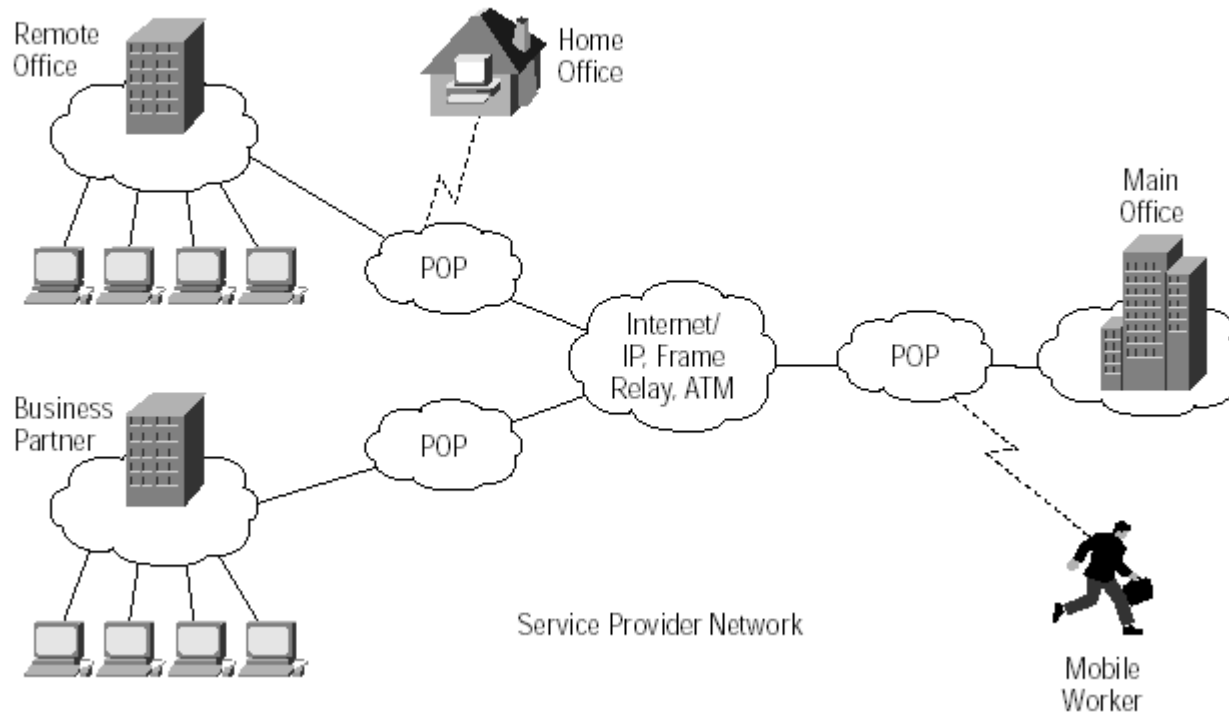 Remote
Office
Home
Office
Main
Office
POP
Internet/
IP, Frame
Relay, ATM
POP
Business
Partner
POP
Service Provider Network
Mobile
Worker